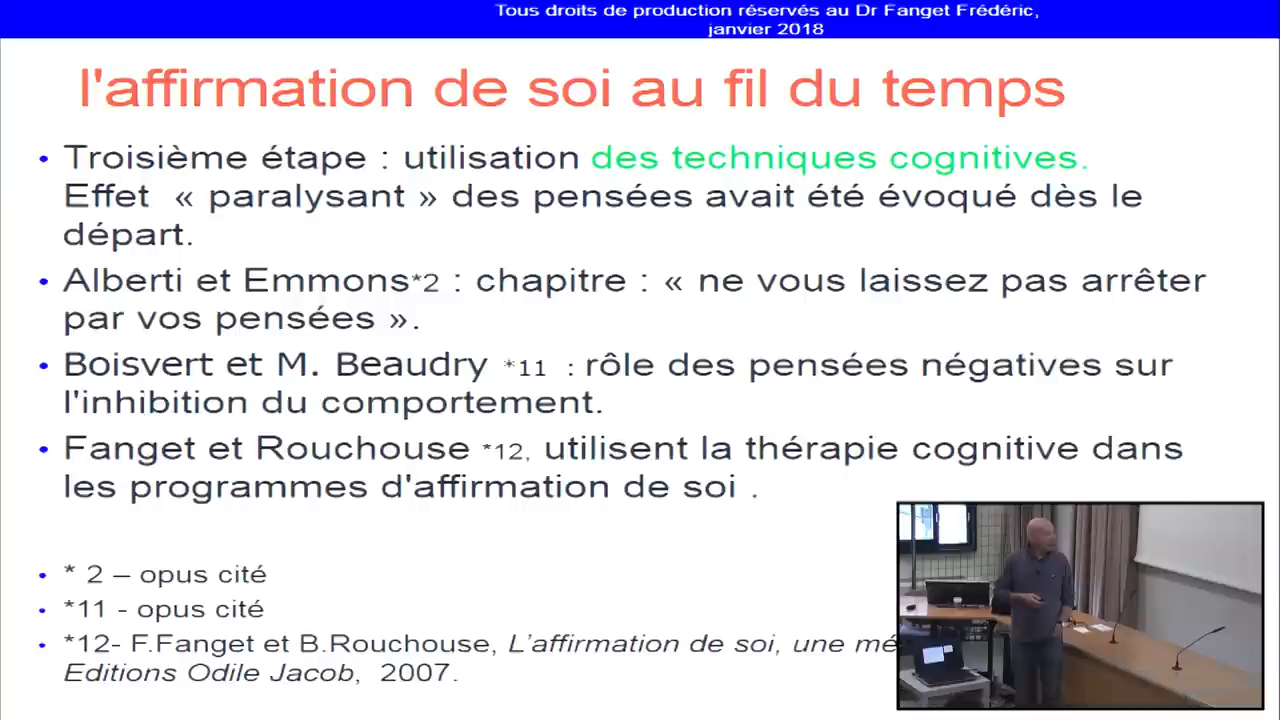 Tous droits de production réservés au Dr Fanget Frédéric,
janvier 2018
l'affirmation de soi au fil du temps
• Troisième étape : utilisation des techniques cognitives.
Effet « paralysant » des pensées avait été évoqué dès le
départ.
• Alberti et Emmons*2 : chapitre : « ne vous laissez pas arrêter
par vos pensées ».
• Boisvert et M. Beaudry *11 : rôle des pensées négatives sur
l'inhibition du comportement.
• Fanget et Rouchouse *12, utilisent la thérapie cognitive dans
les programmes d'affirmation de soi .
• * 2 – opus cité
• *11 - opus cité
• *12- F.Fanget et B.Rouchouse, L'affirmation de soi, une mé
Editions Odile Jacob, 2007.